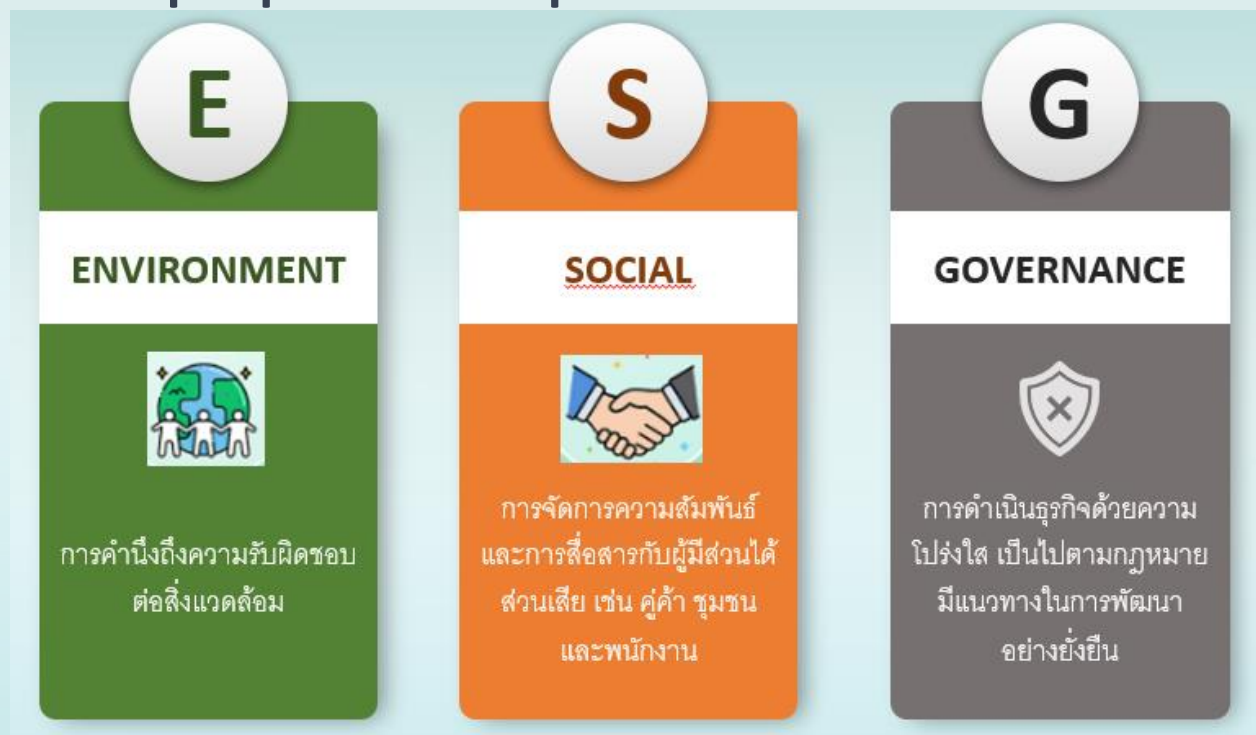 E
ENVIRONMENT
การคำนึงถึงความรับผิดชอบ
ต่อสิ่งแวดล้อม
S
SOCIAL
การจัดการความสัมพันธ์
และการสื่อสารกับผู้มีส่วนได้
ส่วนเสีย เช่น คู่ค้า ชุมชน
และพนักงาน
G
GOVERNANCE
การดำเนินธุรกิจด้วยความ
โปร่งใส เป็นไปตามกฎหมาย
มีแนวทางในการพัฒนา
อย่างยั่งยืน